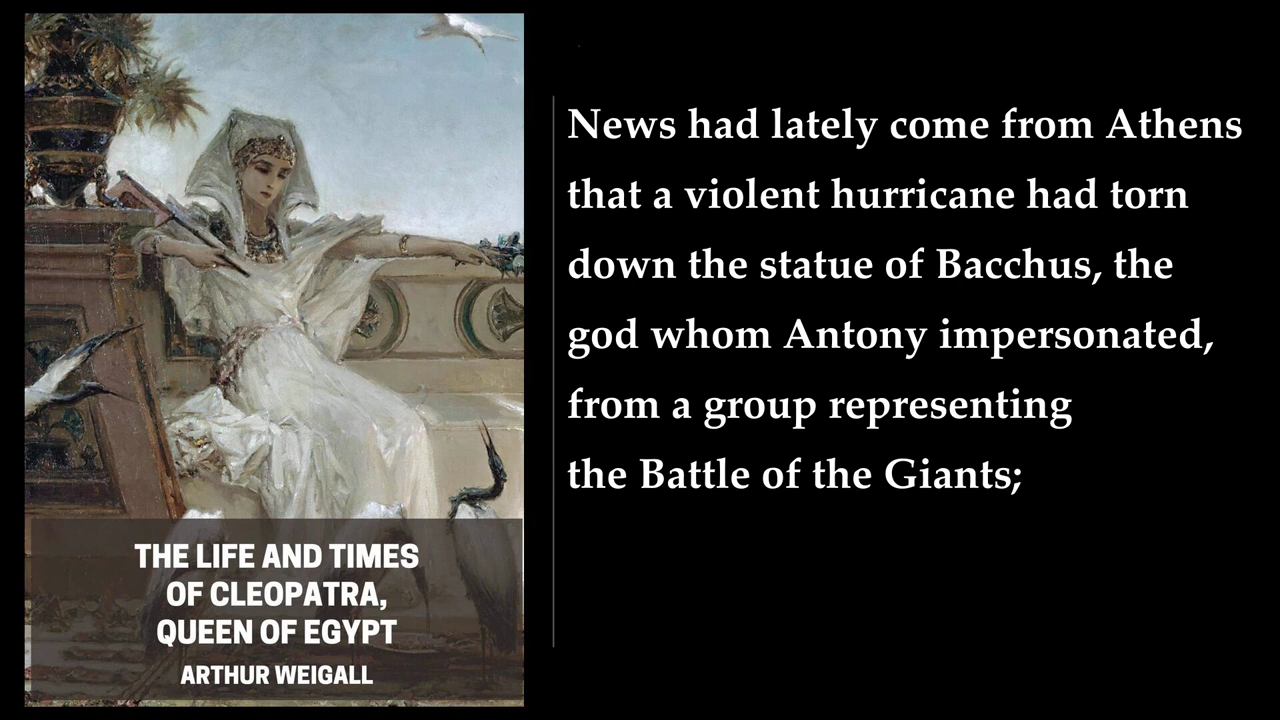 News had lately come from Athens
that a violent hurricane had torn
down the statue of Bacchus, the
god whom Antony impersonated,
from a group representing
the Battle of the Giants;
THE LIFE AND TIMES
OF CLEOPATRA,
QUEEN OF EGYPT
ARTHUR WEIGALL